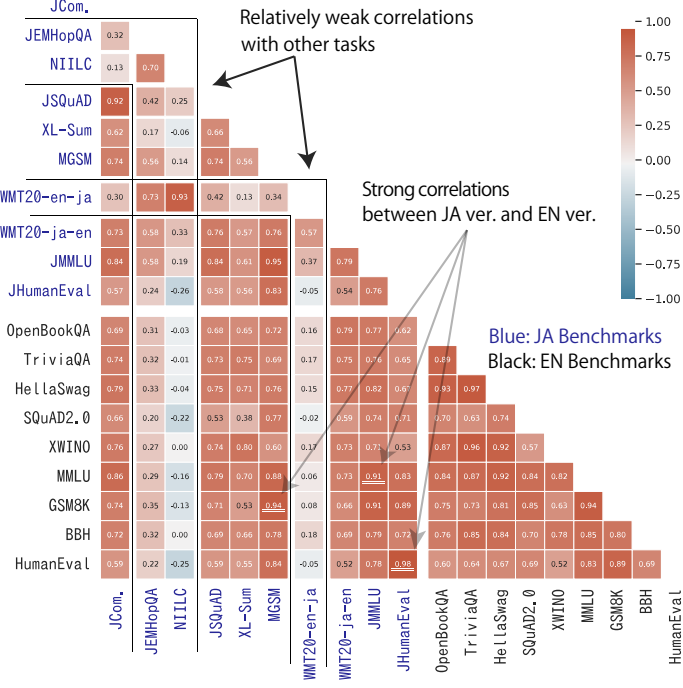 JCom.
Relatively weak correlations
with other tasks
JEMHopQA 0.32
NIILC 0.13 0.70
JSQuAD 0.92 0.42 0.25
XL-Sum 0.62 0.17 -0.06 0.66
MGSM 0.74 0.56 0.14 0.74 0.56
WMT20-en-ja 0.30 0.73 0.93 0.42 0.13 0.34
Strong correlations
between JA ver. and EN ver.
WMT20-ja-en 0.73 0.58 0.33 0.76 0.57 0.76 0.57
JMMLU 0.84 0.58 0.19 0.84 0.61 0.95 0.37 0.79
JHumanEval 0.57 0.24 -0.26 0.58 0.56 0.83 -0.05 0.54 0.76
1.00
0.75
0.50
0.25
0.00
−0.25
−0.50
−0.75
−1.00
Blue: JA Benchmarks
Black: EN Benchmarks
OpenBookQA 0.69 0.31 -0.03 0.68 0.65 0.72 0.16 0.79 0.77 0.62
TriviaQA 0.74 0.32 -0.01 0.73 0.75 0.69 0.17 0.75 0.76 0.65 0.89
HellaSwag 0.79 0.33 -0.04 0.75 0.71 0.76 0.15 0.77 0.82 0.93 0.97
SQuAD2.0 0.66 0.20 -0.22 0.53 0.38 0.77 -0.02 0.59 0.74 0.71 0.70 0.63 0.74
XWINO 0.76 0.27 0.00 0.74 0.80 0.60 0.17 0.73 0.71 0.53 0.87 0.96 0.92 0.57
MMLU 0.86 0.29 -0.16 0.79 0.70 0.88 0.06 0.73 0.91 0.83 0.84 0.87 0.92 0.84 0.82
GSM8K 0.74 0.35 -0.13 0.71 0.53 0.94 0.08 0.66 0.91 0.89 0.75 0.73 0.81 0.85 0.63 0.94
BBH 0.72 0.32 0.00 0.69 0.66 0.78 0.18 0.69 0.79 0.72 0.76 0.85 0.84 0.70 0.78 0.85 0.80
HumanEval 0.59 0.22 -0.25 0.59 0.55 0.84 -0.05 0.52 0.78 0.98 0.60 0.64 0.67 0.69 0.52 0.83 0.89 0.69
JCom.
JEMHopQA
NIILC
JSQuAD
XL-Sum
MGSM
WMT20-en-ja
WMT20-ja-en
JMMLU
JHumanEval
OpenBookQA
TriviaQA
HellaSwag
SQuAD2.0
XWINO
MMLU
GSM8K
BBH
HumanEval